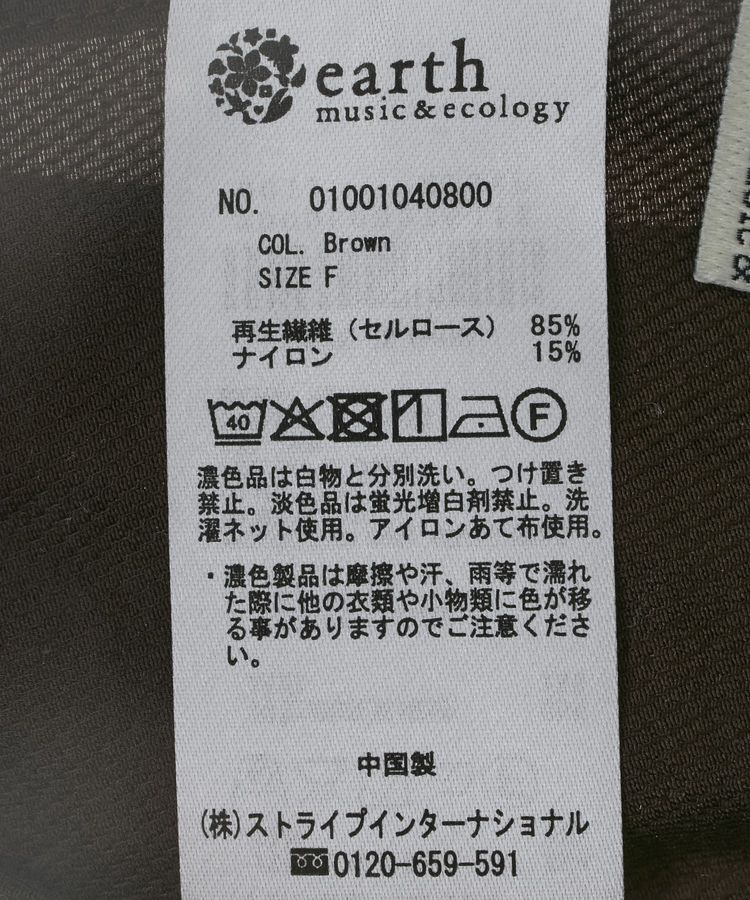 earth
music & ecology
NO. 01001040800
COL. Brown
SIZE F
再生繊維（セルロース） 85%
ナイロン 15%
40
F
濃色品は白物と分別洗い。つけ置き
禁止。淡色品は蛍光増白剤禁止。洗
濯ネット使用。アイロンあて布使用。
・濃色製品は摩擦や汗、雨等で濡れ
た際に他の衣類や小物類に色が移
る事がありますのでご注意くださ
い。
中国製
(株)ストライプインターナショナル
0120-659-591